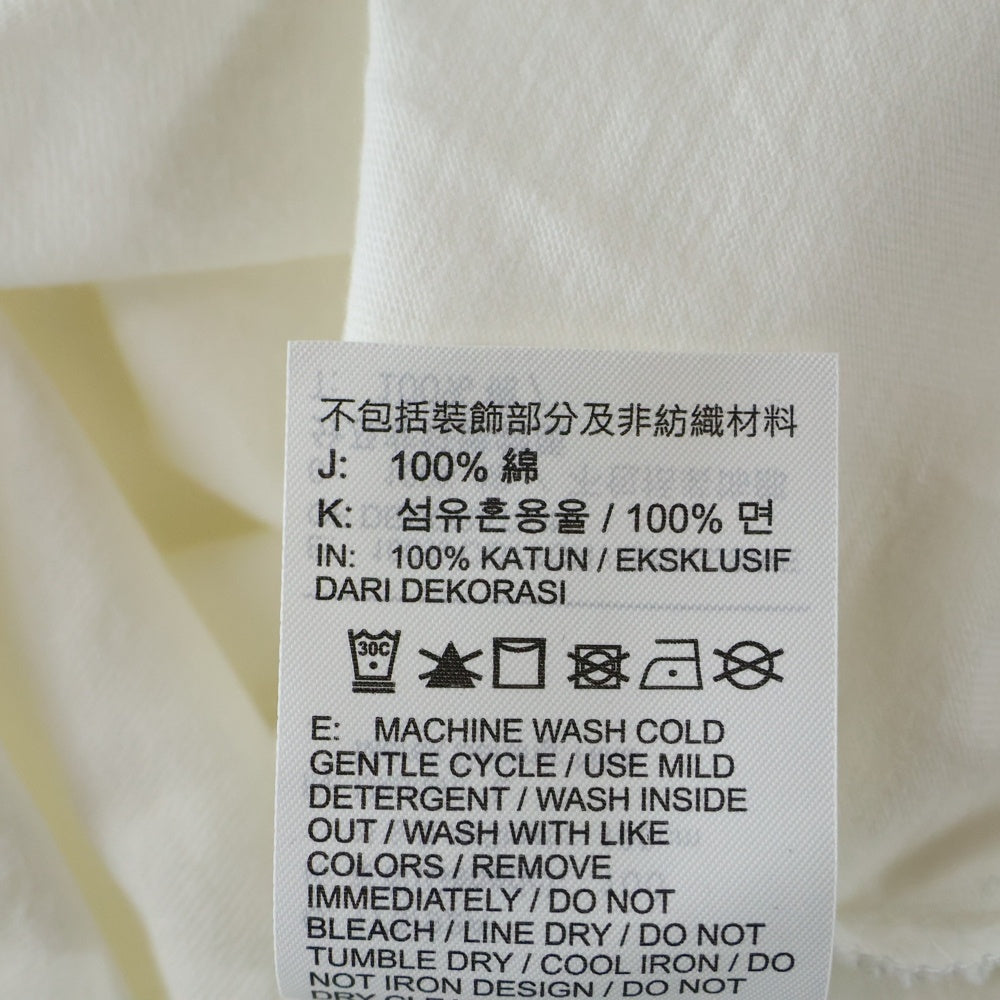 不包括裝飾部分及非紡織材料
J: 100% 綿
K: 섬유혼용율 / 100% 면
IN: 100% KATUN / EKSKLUSIF
DARI DEKORASI
30C
E: MACHINE WASH COLD
GENTLE CYCLE / USE MILD
DETERGENT / WASH INSIDE
OUT / WASH WITH LIKE
COLORS / REMOVE
IMMEDIATELY / DO NOT
BLEACH / LINE DRY / DO NOT
TUMBLE DRY / COOL IRON / DO
NOT IRON DESIGN / DO NOT